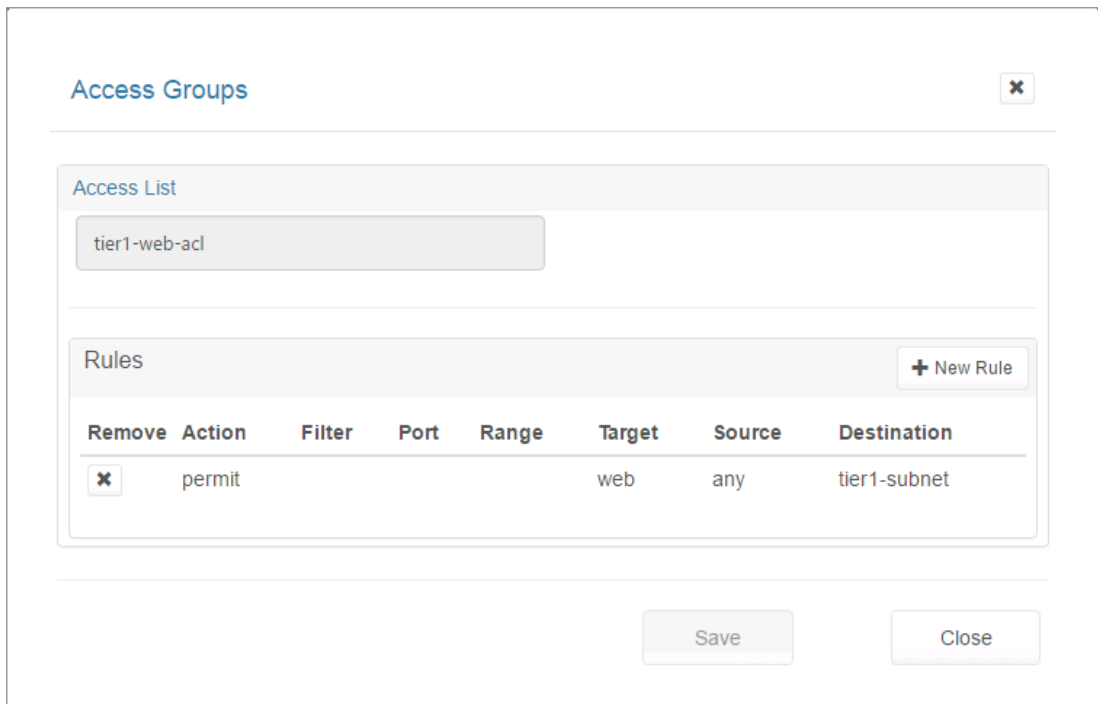 Access Groups
Access List
tier1-web-acl
Rules
New Rule
Remove Action Filter Port Range Target Source Destination
permit web any tier1-subnet
Save Close